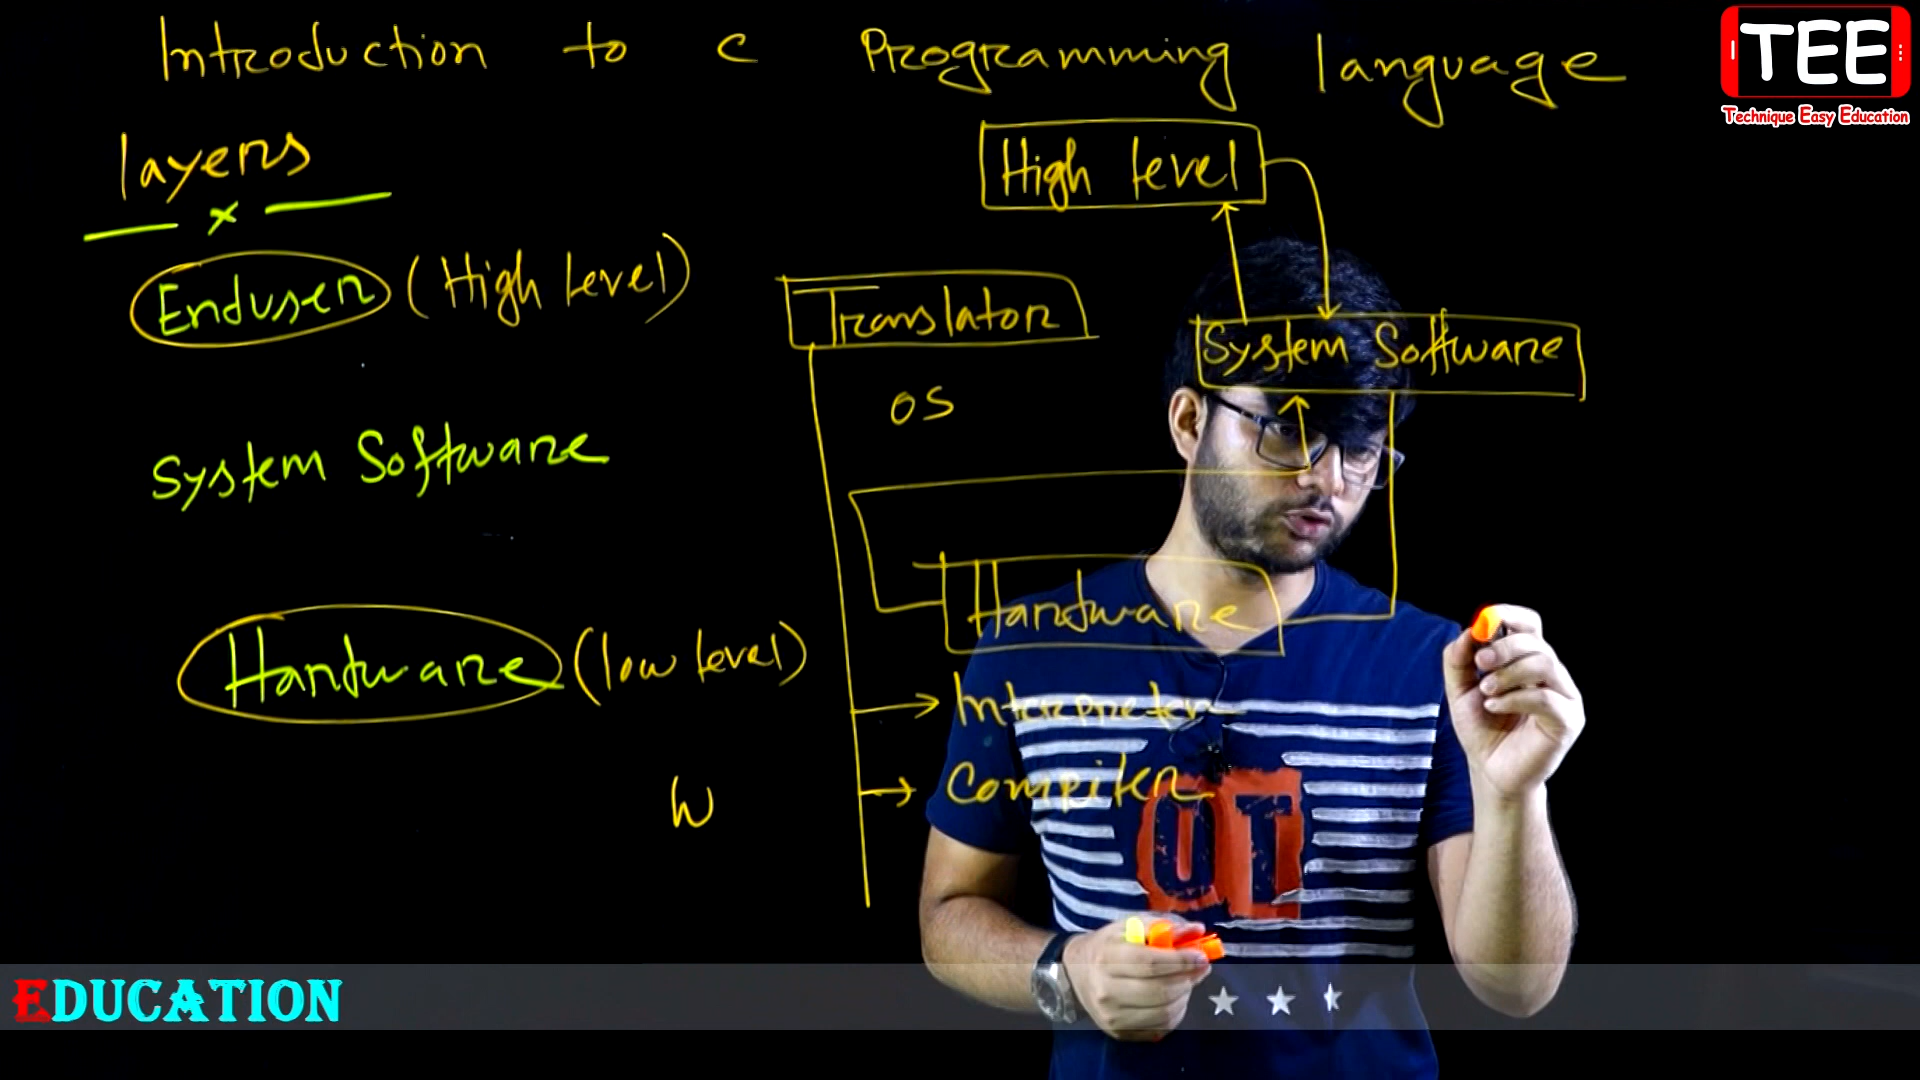 Introduction to c Programming language
TEE
Technique Easy Education
layers
High level
Enduser (High level)
Translator
System Software
OS
System Software
Hardware
Hardware (low level)
Interpreter
Compiler
W
UT
EDUCATION